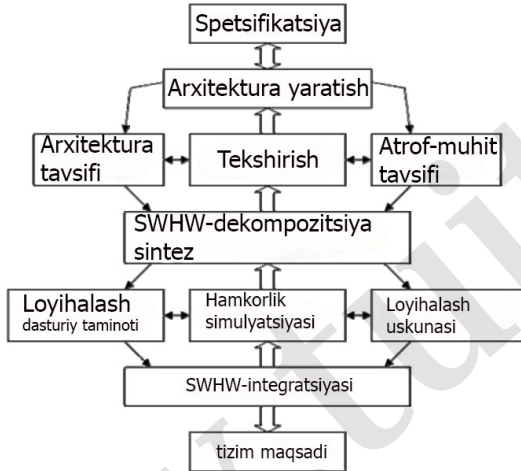 Spetsifikatsiya
Arxitektura yaratish
Arxitektura
tavsifi
Tekshirish
Atrof-muhit
tavsifi
SWHW-dekompozitsiya
sintez
Loyihalash
dasturiy taminoti
Hamkorlik
simulyatsiyasi
Loyihalash
uskunasi
SWHW-integratsiyasi
tizim maqsadi